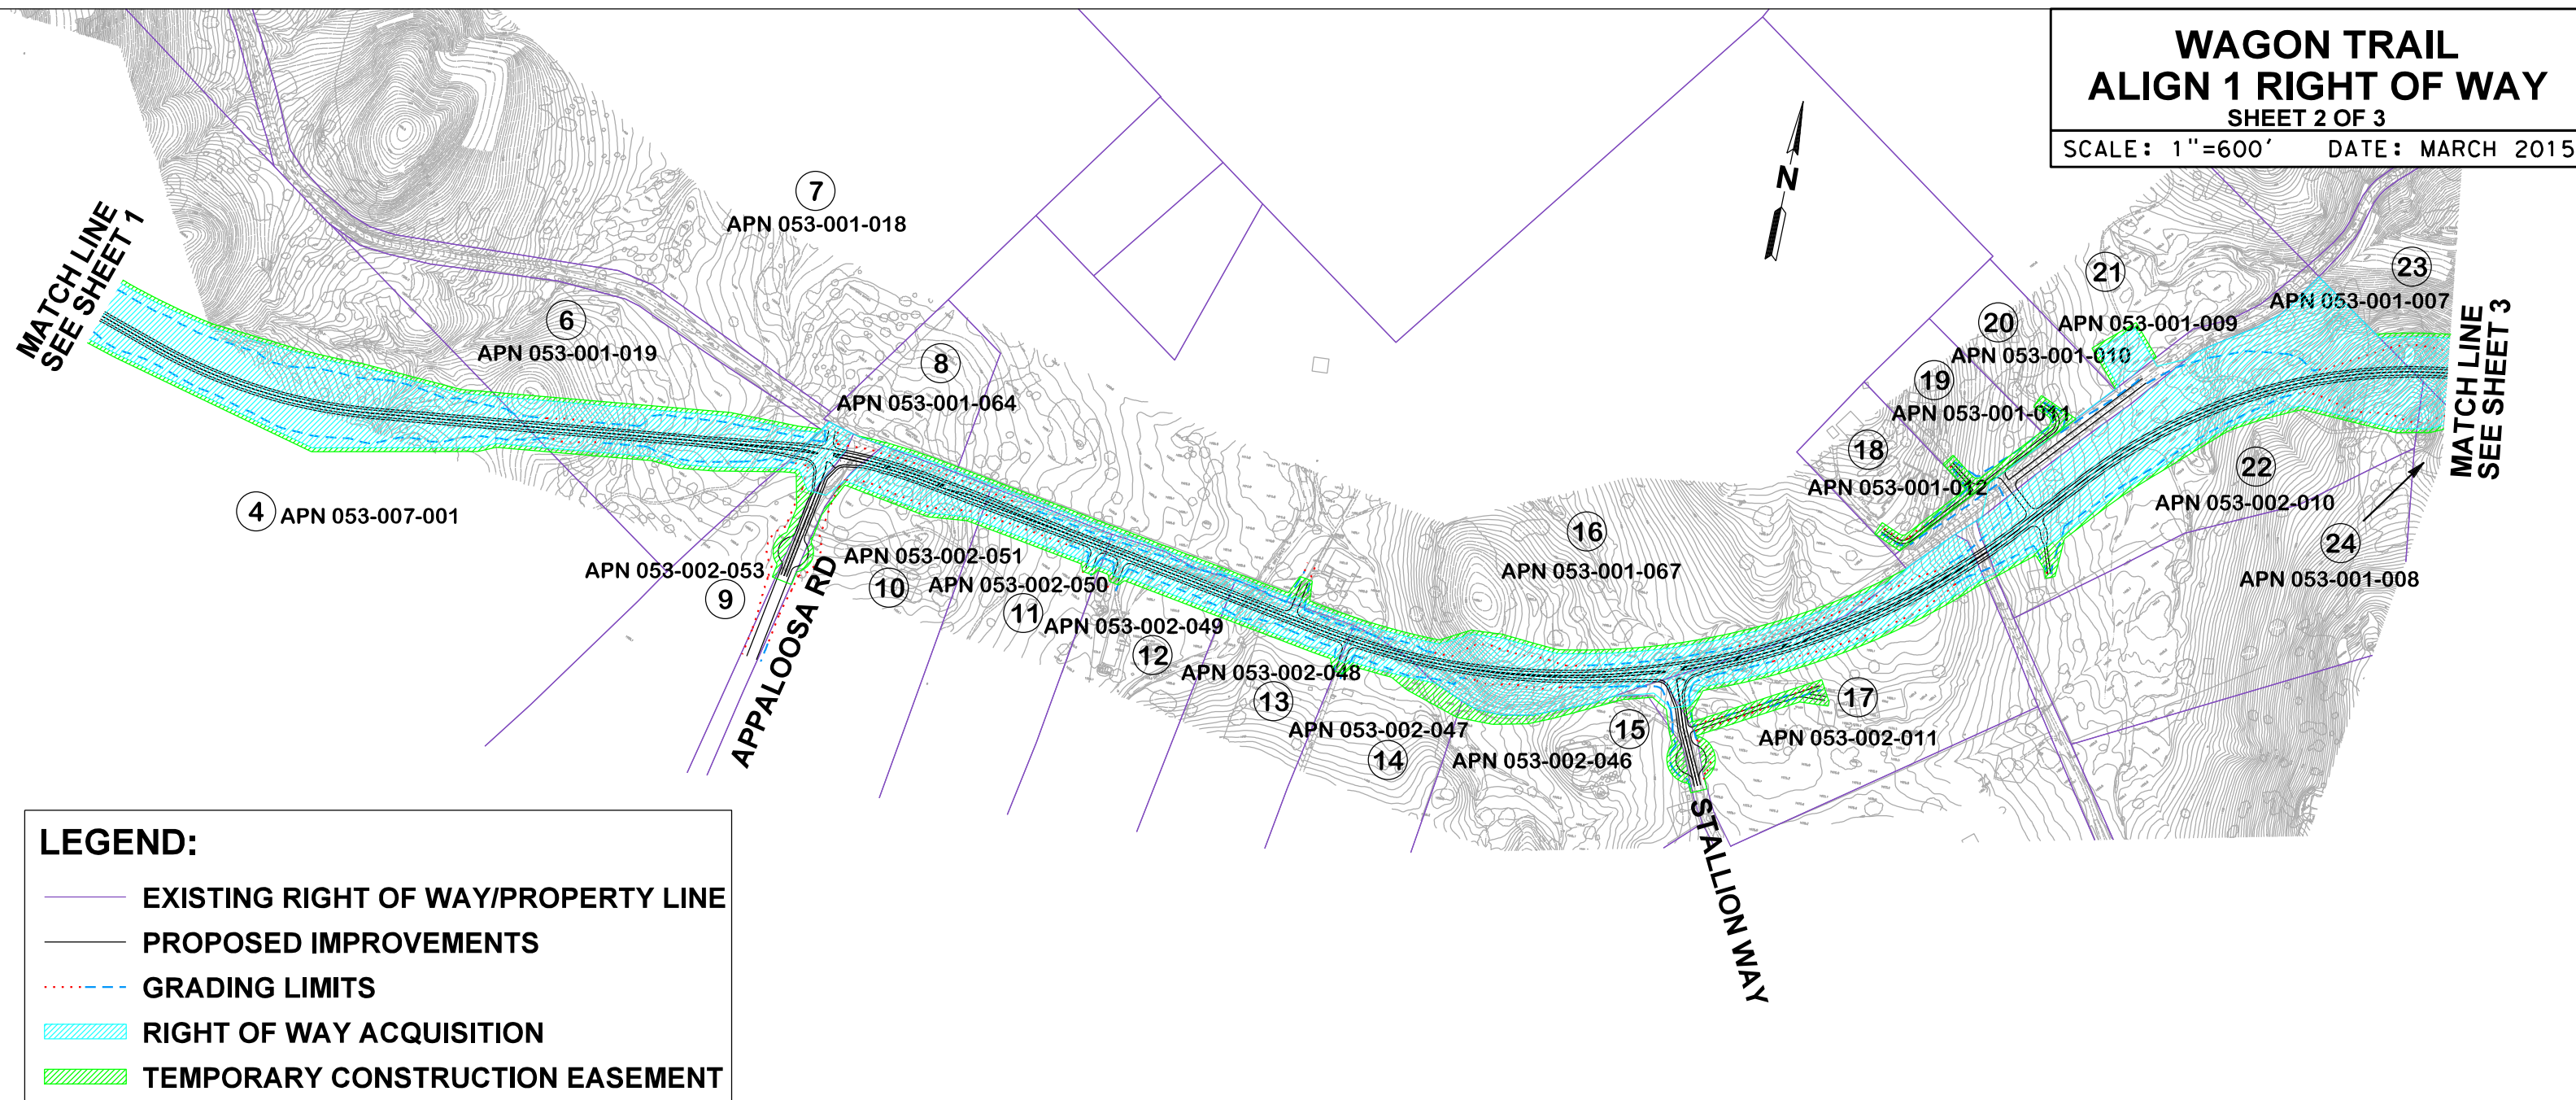 WAGON TRAIL
ALIGN 1 RIGHT OF WAY
SHEET 2 OF 3
SCALE: 1"=600' DATE: MARCH 2015
MATCH LINE
SEE SHEET 1
N
7
APN 053-001-018
6
APN 053-001-019
8
APN 053-001-064
4 APN 053-007-001
APN 053-002-053
9
APPALOOSA RD
APN 053-002-051
10
APN 053-002-050
11
APN 053-002-049
12
APN 053-002-048
13
APN 053-002-047
14
15
APN 053-002-046
16
APN 053-001-067
17
APN 053-002-011
STALLION WAY
18
APN 053-001-012
19
APN 053-001-011
20
APN 053-001-010
21
APN 053-001-009
23
APN 053-001-007
22
APN 053-002-010
24
APN 053-001-008
MATCH LINE
SEE SHEET 3
LEGEND:
EXISTING RIGHT OF WAY/PROPERTY LINE
PROPOSED IMPROVEMENTS
GRADING LIMITS
RIGHT OF WAY ACQUISITION
TEMPORARY CONSTRUCTION EASEMENT